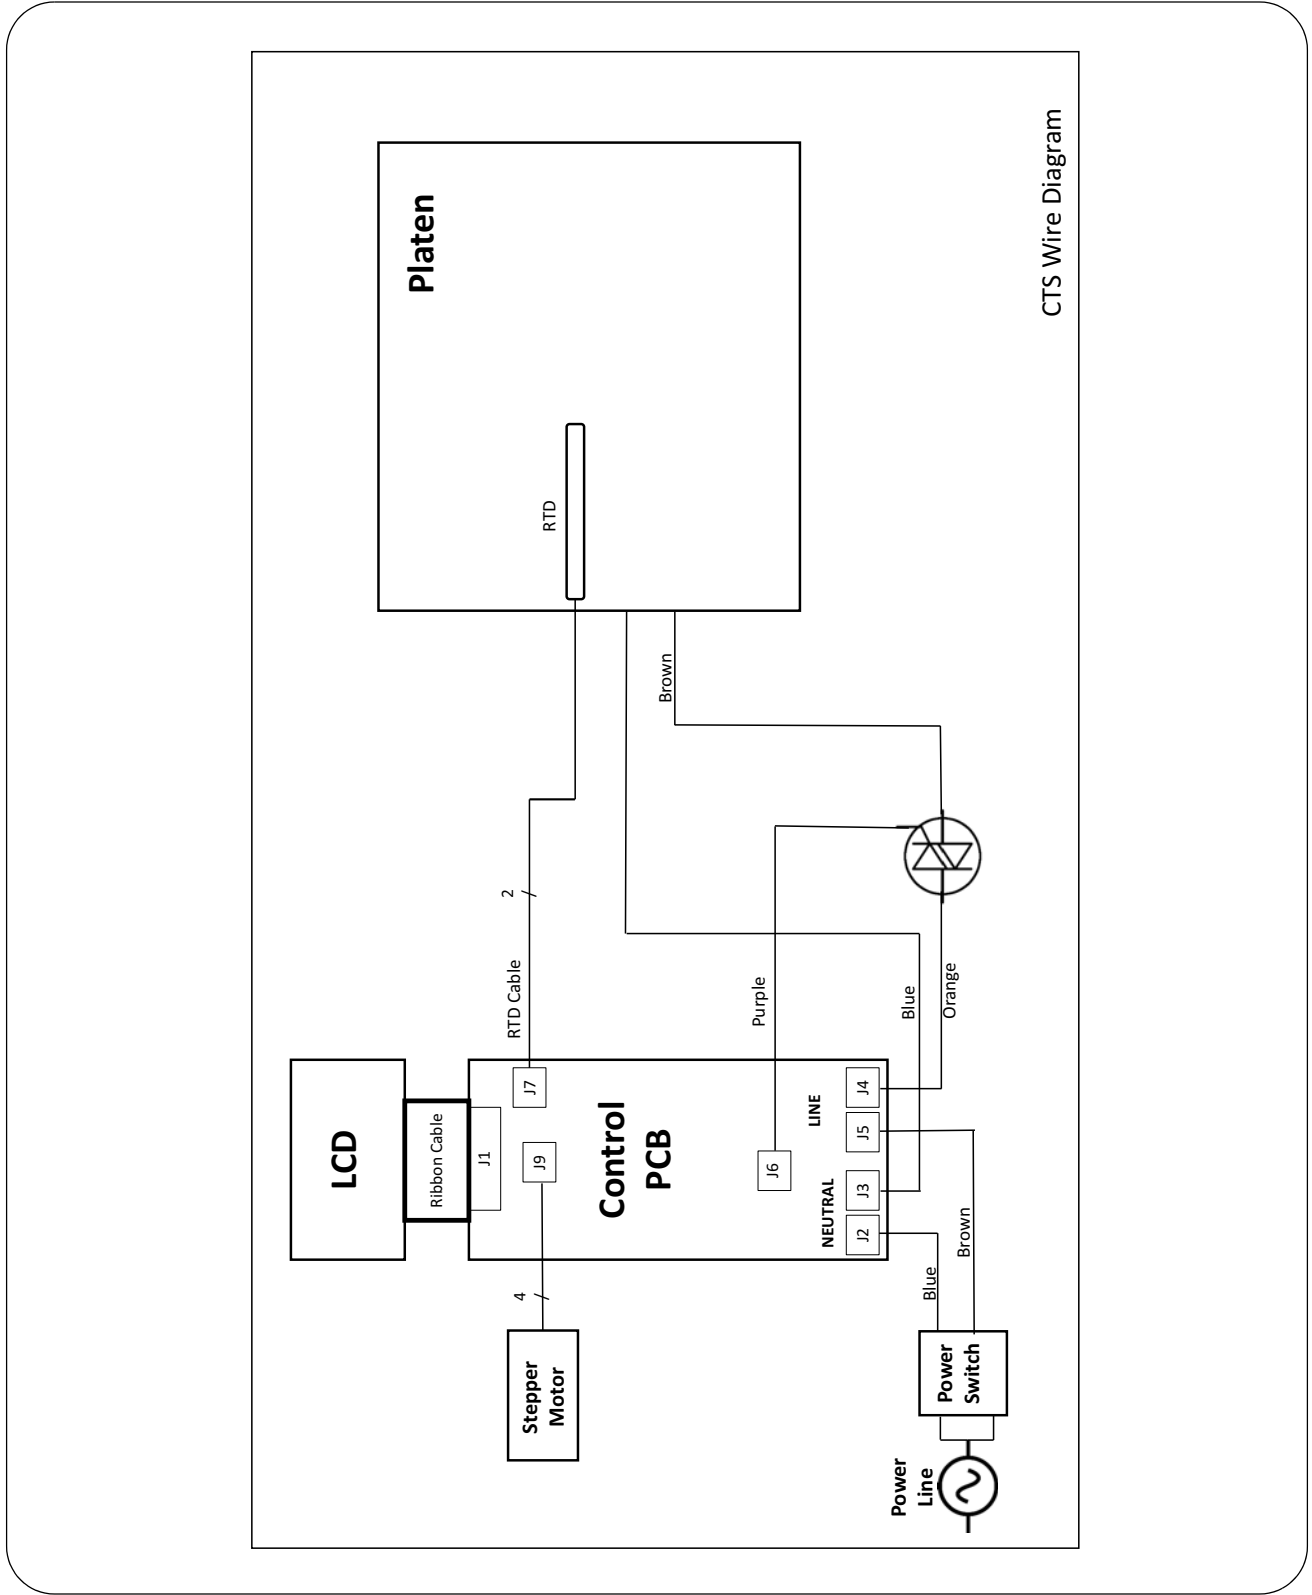 LCD
Ribbon Cable
J1
Stepper
Motor
4
J9
J7
RTD Cable
2
RTD
Platen
Control
PCB
J6
Purple
Brown
NEUTRAL
LINE
J2
J3
J5
J4
Blue
Orange
Blue
Brown
Power
Line
Power
Switch
CTS Wire Diagram